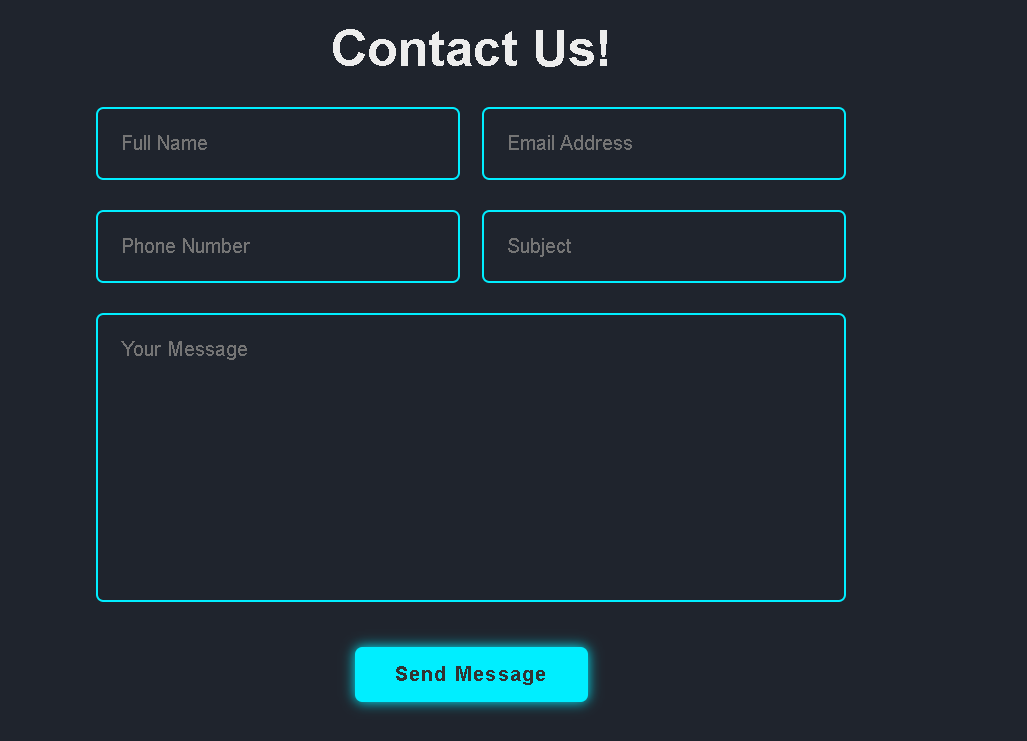 Contact Us!
Full Name
Email Address
Phone Number
Subject
Your Message
Send Message